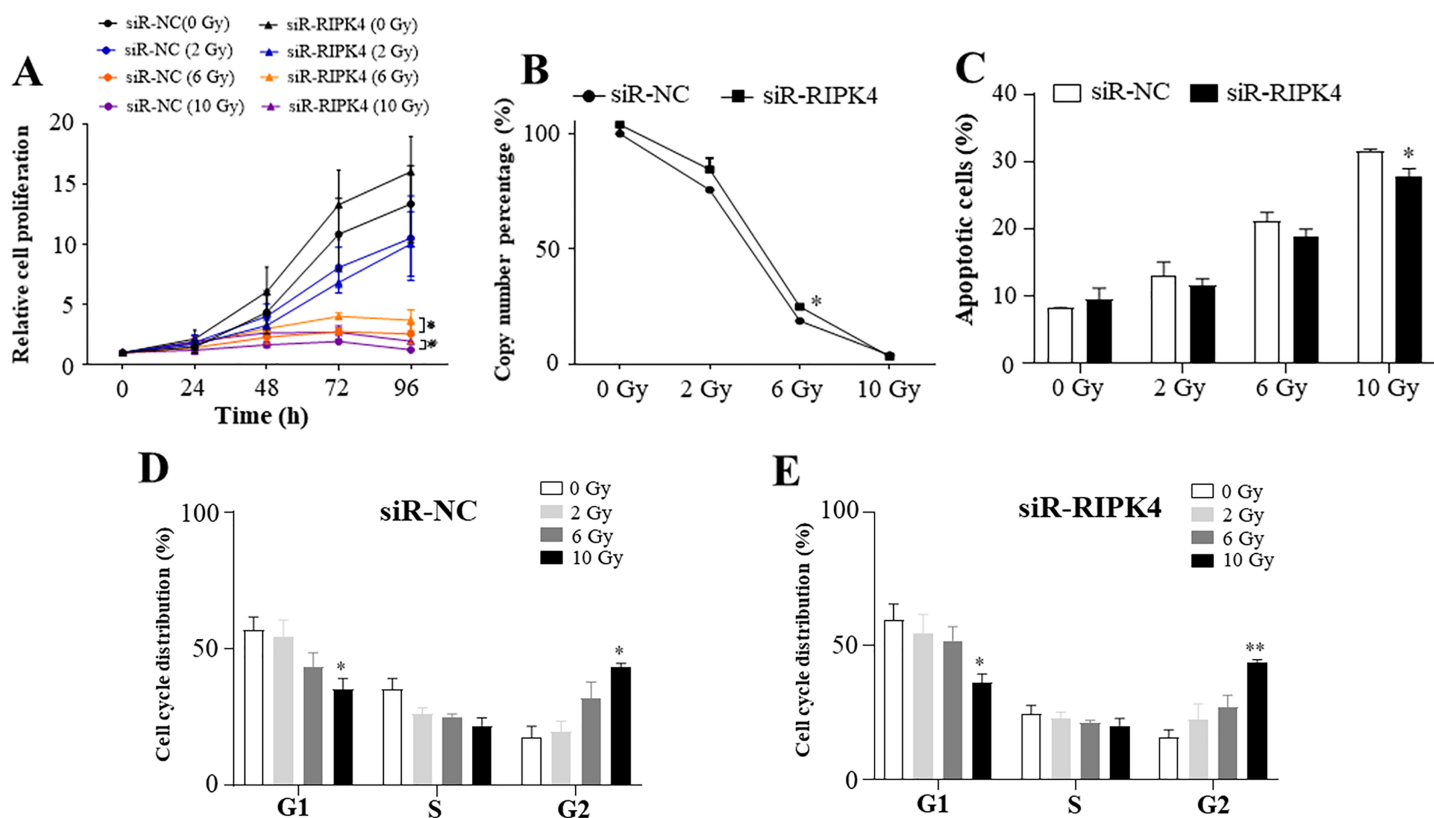 A
siR-NC(0 Gy) siR-RIPK4 (0 Gy)
siR-NC (2 Gy) siR-RIPK4 (2 Gy)
siR-NC (6 Gy) siR-RIPK4 (6 Gy)
siR-NC (10 Gy) siR-RIPK4 (10 Gy)
Relative cell proliferation
20
15
10
5
0
*
*
0 24 48 72 96
Time (h)
B
siR-NC siR-RIPK4
Copy number percentage (%)
100
50
0
*
0 Gy 2 Gy 6 Gy 10 Gy
C
siR-NC siR-RIPK4
Apoptotic cells (%)
40
30
20
10
0
*
0 Gy 2 Gy 6 Gy 10 Gy
D
siR-NC
0 Gy
2 Gy
6 Gy
10 Gy
Cell cycle distribution (%)
100
50
0
* *
G1 S G2
E
siR-RIPK4
0 Gy
2 Gy
6 Gy
10 Gy
Cell cycle distribution (%)
100
50
0
* **
G1 S G2